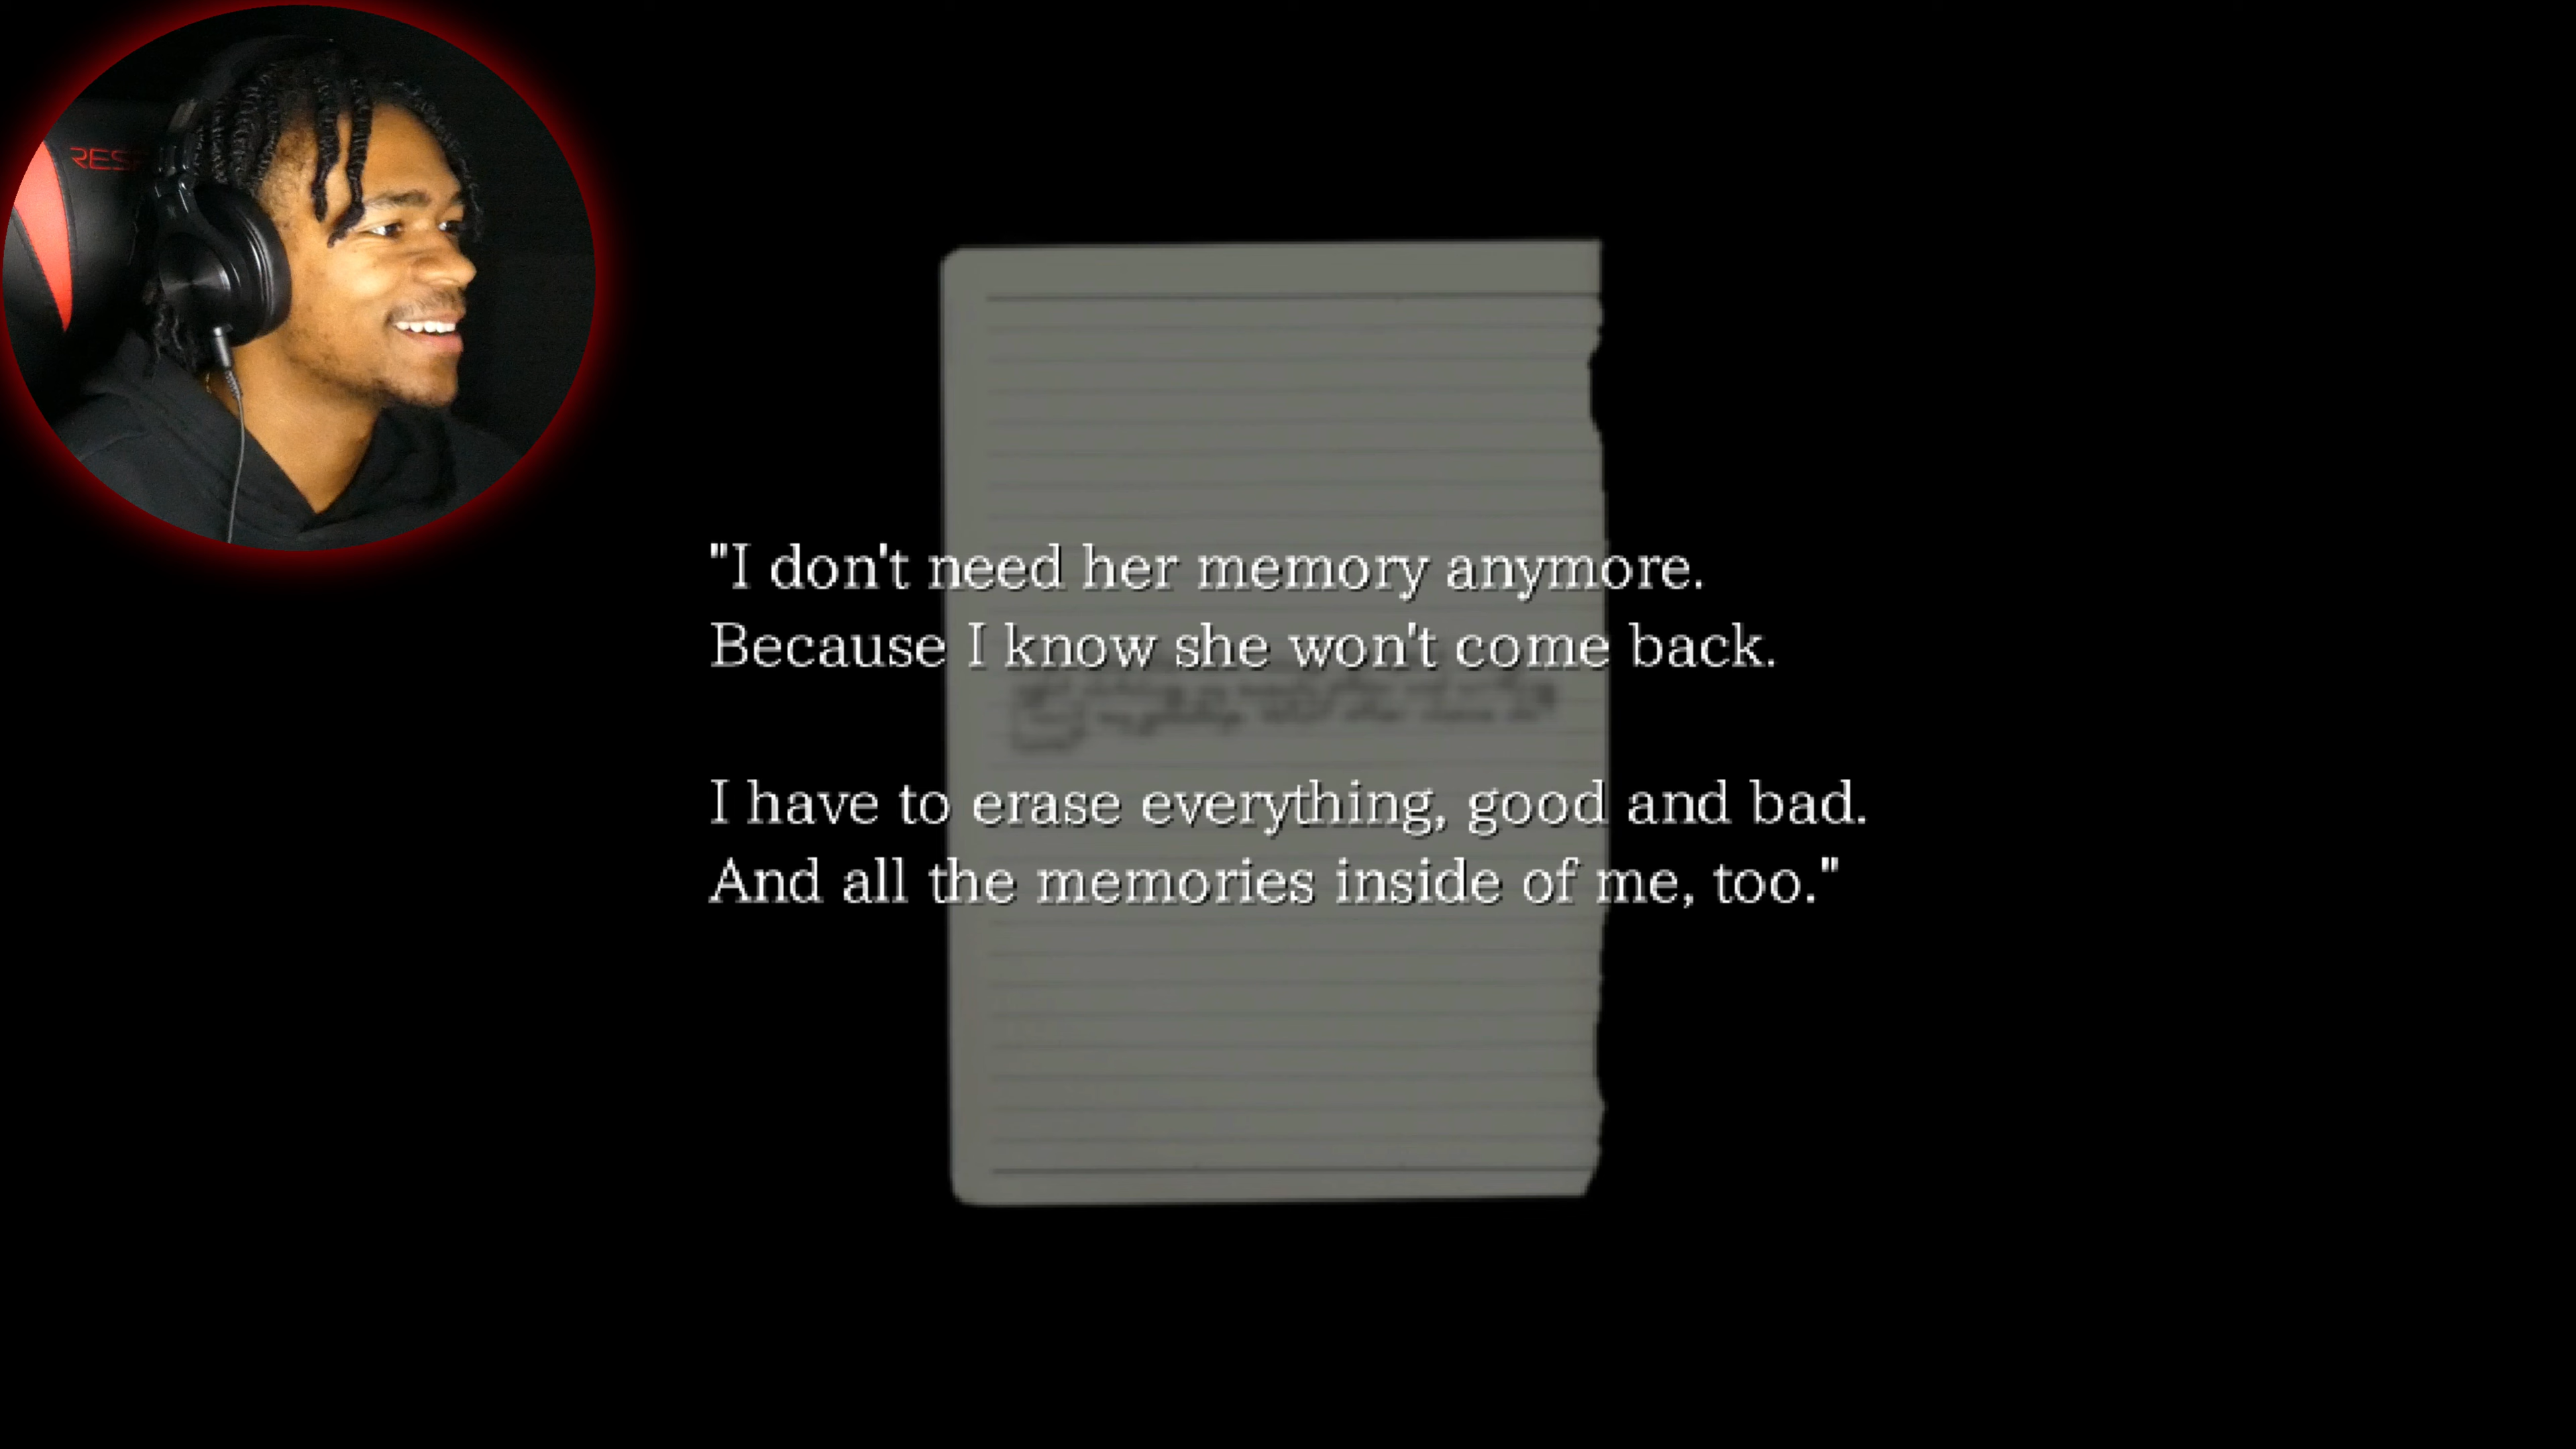 "I don't need her memory anymore.
Because I know she won't come back.
I have to erase everything, good and bad.
And all the memories inside of me, too."